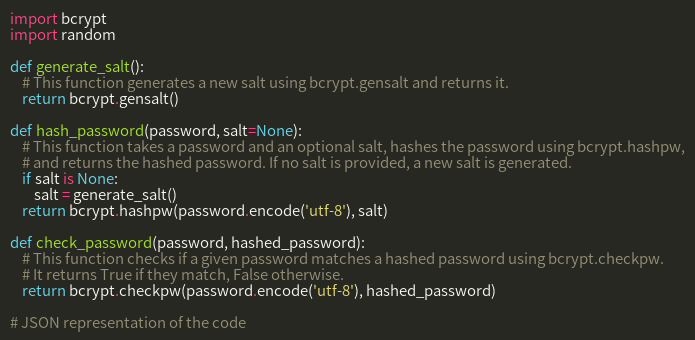 import bcrypt
import random
def generate_salt():
# This function generates a new salt using bcrypt.gensalt and returns it.
return bcrypt.gensalt()
def hash_password(password, salt=None):
# This function takes a password and an optional salt, hashes the password using bcrypt.hashpw,
# and returns the hashed password. If no salt is provided, a new salt is generated.
if salt is None:
salt = generate_salt()
return bcrypt.hashpw(password.encode('utf-8'), salt)
def check_password(password, hashed_password):
# This function checks if a given password matches a hashed password using bcrypt.checkpw.
# It returns True if they match, False otherwise.
return bcrypt.checkpw(password.encode('utf-8'), hashed_password)
# JSON representation of the code